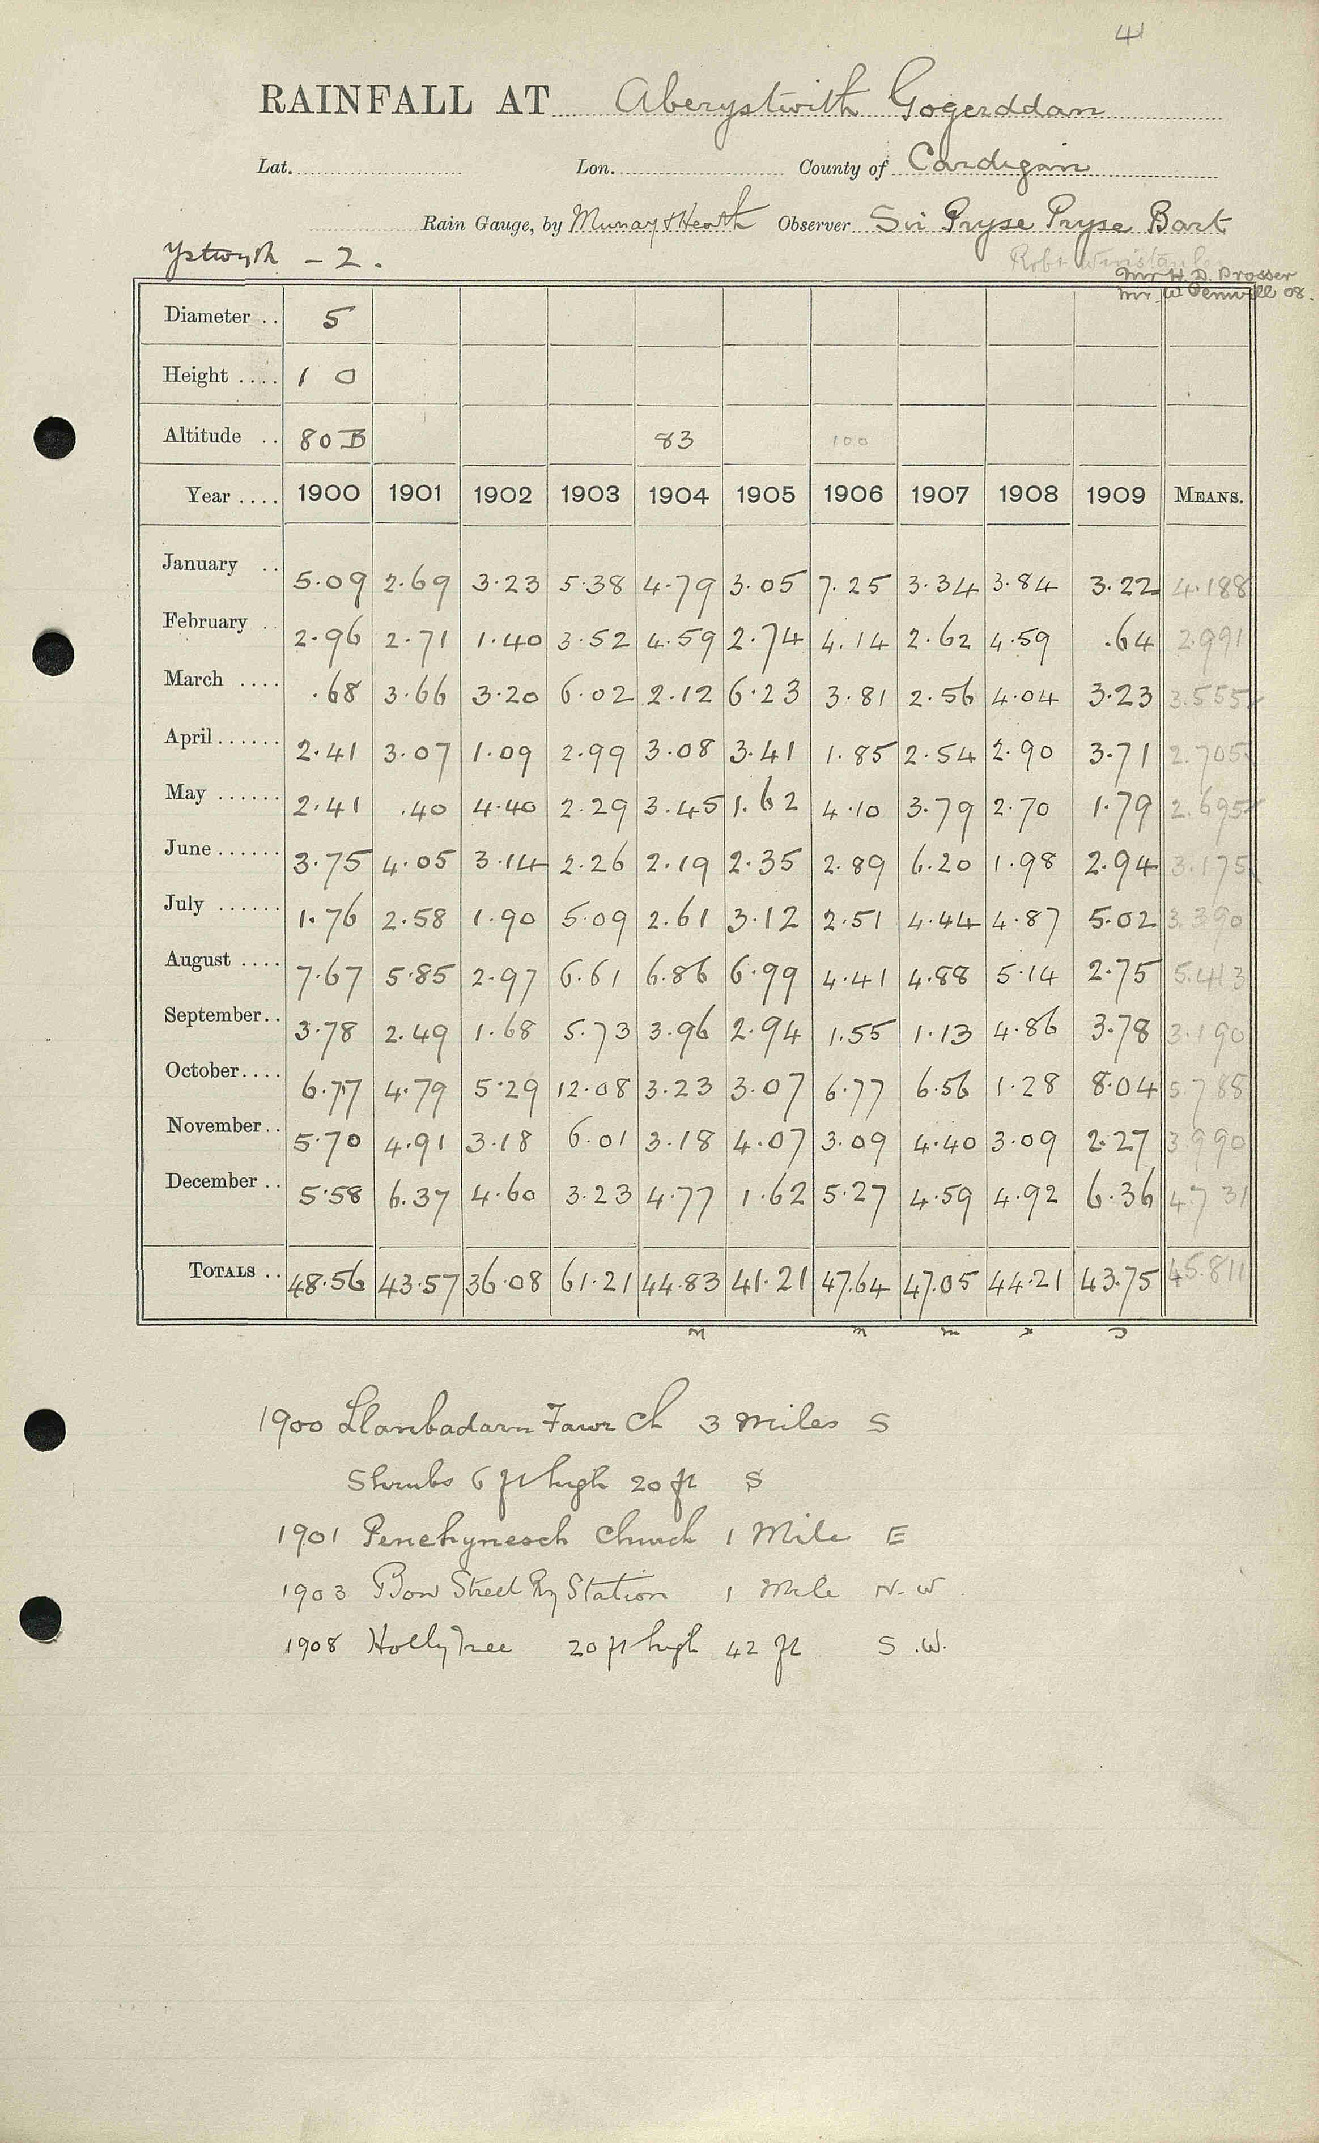 41
RAINFALL AT Aberystwith Gogerddan
Lat. Lon. County of Cardigan
Rain Gauge, by Murray & Heath Observer Sir Pryse Pryse Bart
Ystwyth - 2. Robt Winstanley
Mr H. D. Prosser
Mr W 08.
Diameter .. 5
Height .... 1 0
Altitude .. 80 B 83 100
Year .... 1900 1901 1902 1903 1904 1905 1906 1907 1908 1909 MEANS.
January .. 5.09 2.69 3.23 5.38 4.79 3.05 7.25 3.34 3.84 3.22 4.188
February .. 2.96 2.71 1.40 3.52 4.59 2.74 4.14 2.62 4.59 .64 2.991
March .... .68 3.66 3.20 6.02 2.12 6.23 3.81 2.56 4.04 3.23 3.555
April...... 2.41 3.07 1.09 2.99 3.08 3.41 1.85 2.54 2.90 3.71 2.705
May ...... 2.41 .40 4.40 2.29 3.45 1.62 4.10 3.79 2.70 1.79 2.695
June...... 3.75 4.05 3.14 2.26 2.19 2.35 2.89 6.20 1.98 2.94 3.175
July ...... 1.76 2.58 1.90 5.09 2.61 3.12 2.51 4.44 4.87 5.02 3.390
August .... 7.67 5.85 2.97 6.61 6.86 6.99 4.41 4.88 5.14 2.75 5.413
September.. 3.78 2.49 1.68 5.73 3.96 2.94 1.55 1.13 4.86 3.78 3.190
October.... 6.77 4.79 5.29 12.08 3.23 3.07 6.77 6.56 1.28 8.04 5.788
November.. 5.70 4.91 3.18 6.01 3.18 4.07 3.09 4.40 3.09 2.27 3.990
December .. 5.58 6.37 4.60 3.23 4.77 1.62 5.27 4.59 4.92 6.36 4.731
TOTALS .. 48.56 43.57 36.08 61.21 44.83 41.21 47.64 47.05 44.21 43.75 45.811
1900 Llanbadarn Fawr Ch 3 Miles S
Shrubs 6 ft high 20 ft S
1901 Penrhyncoch Church 1 Mile E
1903 Bow Street Ry Station 1 Mile N.W
1908 Holly Tree 20 ft high 42 ft S.W.